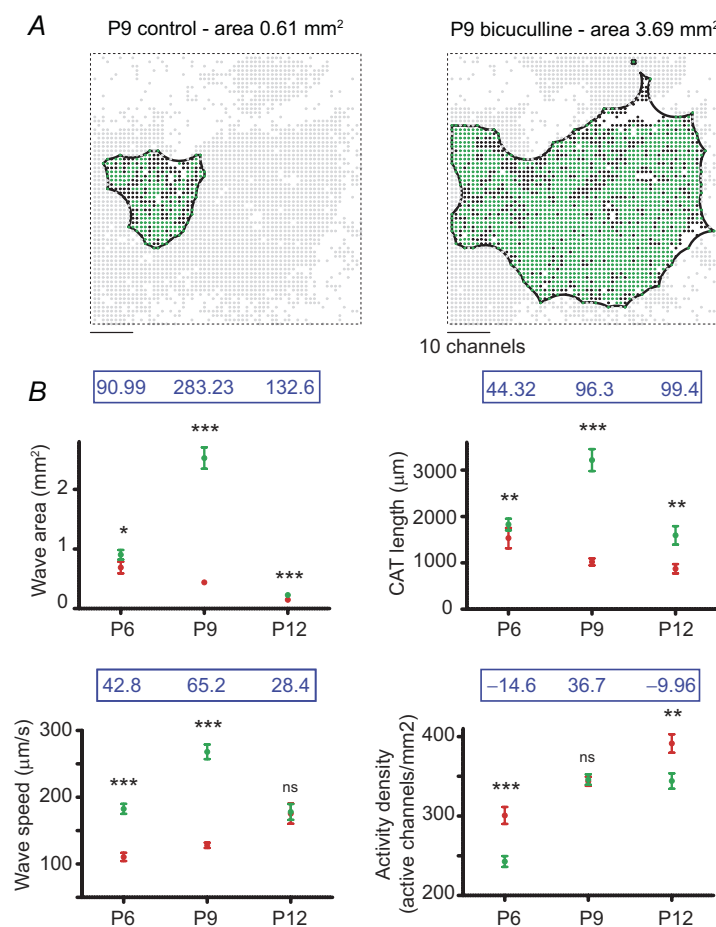 A
P9 control - area 0.61 mm²
P9 bicuculline - area 3.69 mm²
10 channels
B
90.99 283.23 132.6
Wave area (mm²)
2
1
0
* *** ***
P6 P9 P12
44.32 96.3 99.4
CAT length (μm)
3000
2000
1000
0
** *** **
P6 P9 P12
42.8 65.2 28.4
Wave speed (μm/s)
300
200
100
*** *** ns
P6 P9 P12
−14.6 36.7 −9.96
Activity density
(active channels/mm2)
400
300
200
*** ns **
P6 P9 P12